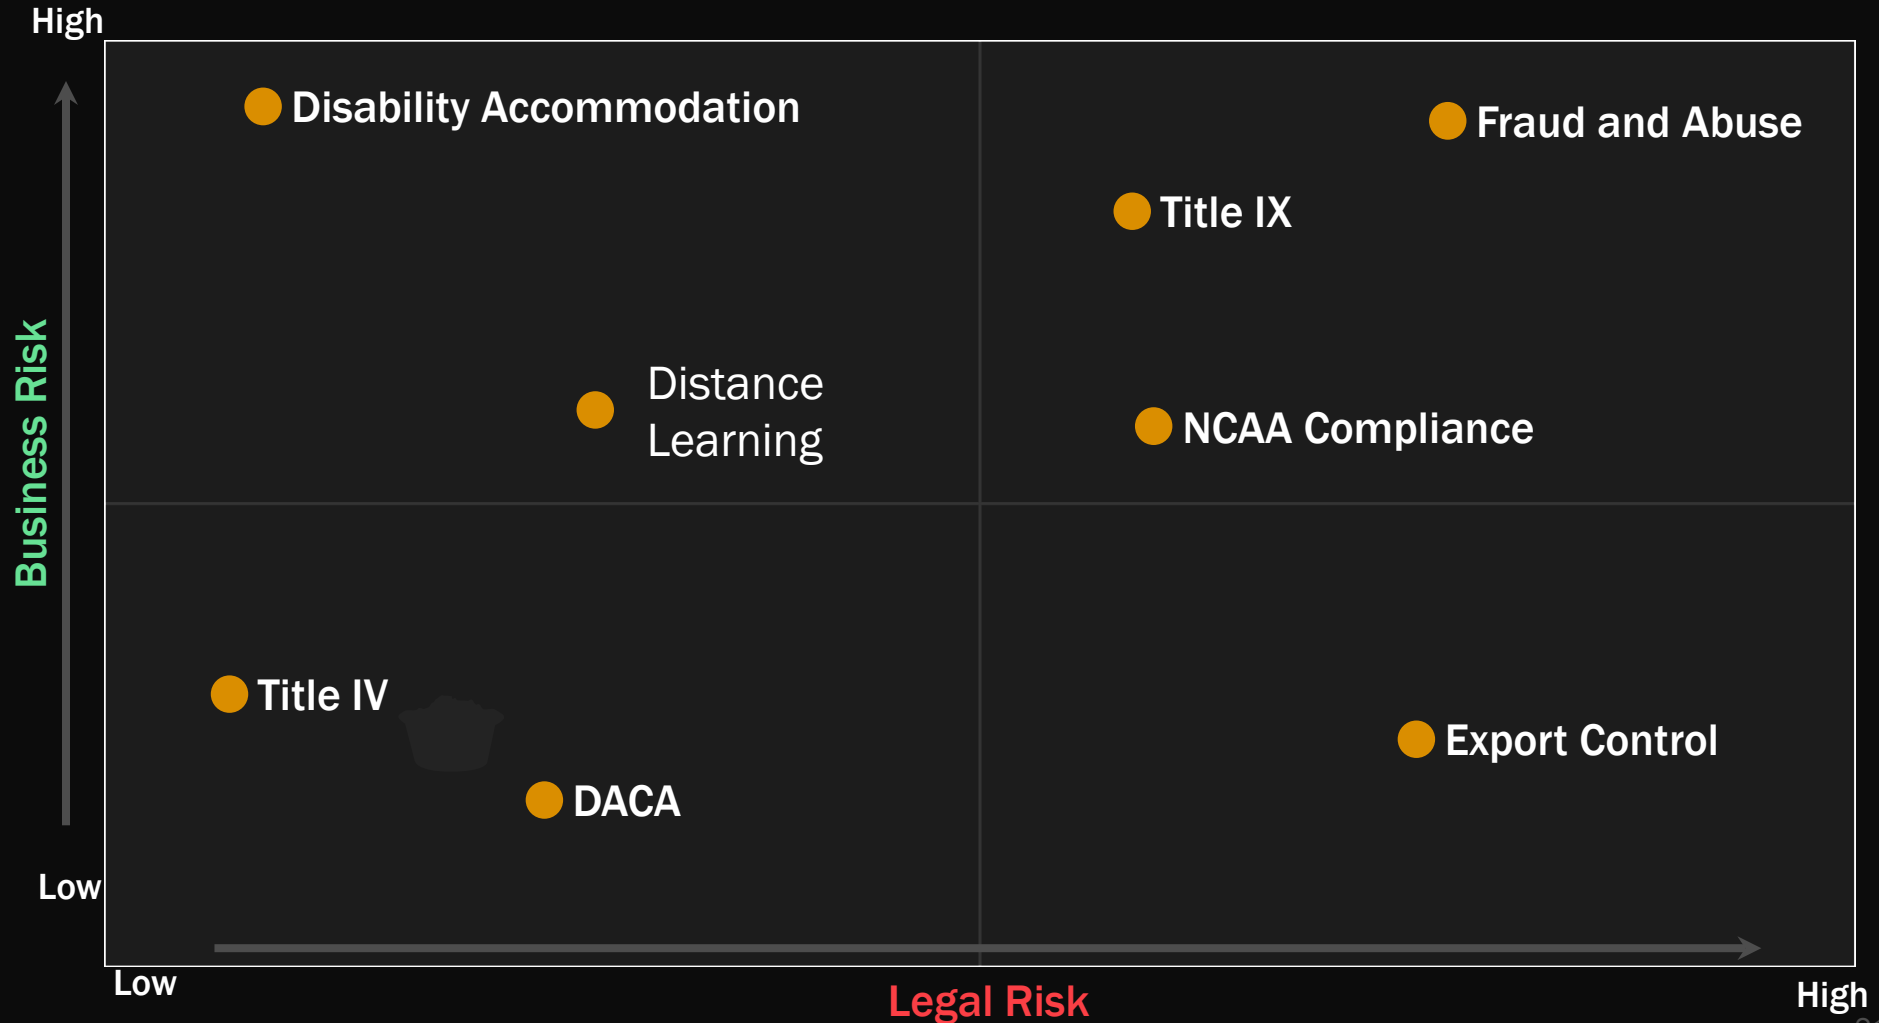 High
Disability Accommodation
Fraud and Abuse
Title IX
Distance
Learning
NCAA Compliance
Business Risk
Title IV
Export Control
DACA
Low
Low
Legal Risk
High